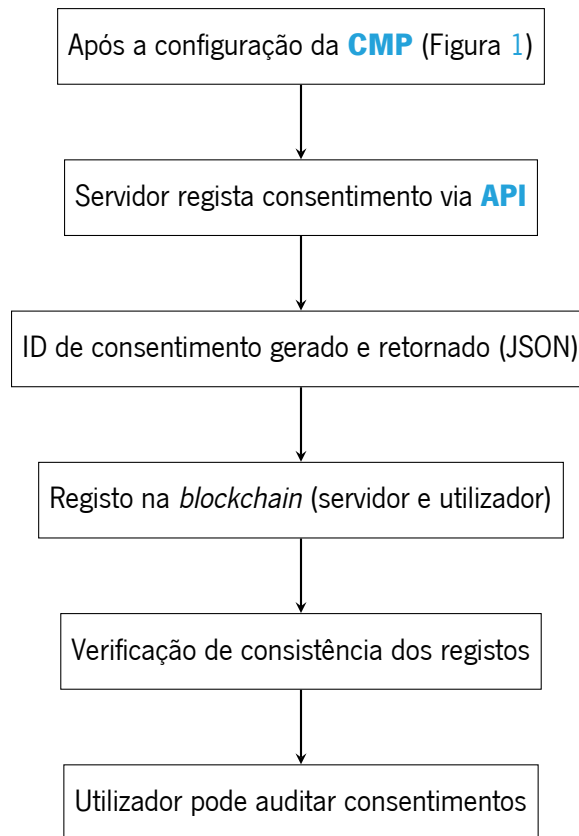 Após a configuração da CMP (Figura 1)
Servidor regista consentimento via API
ID de consentimento gerado e retornado (JSON)
Registo na blockchain (servidor e utilizador)
Verificação de consistência dos registos
Utilizador pode auditar consentimentos